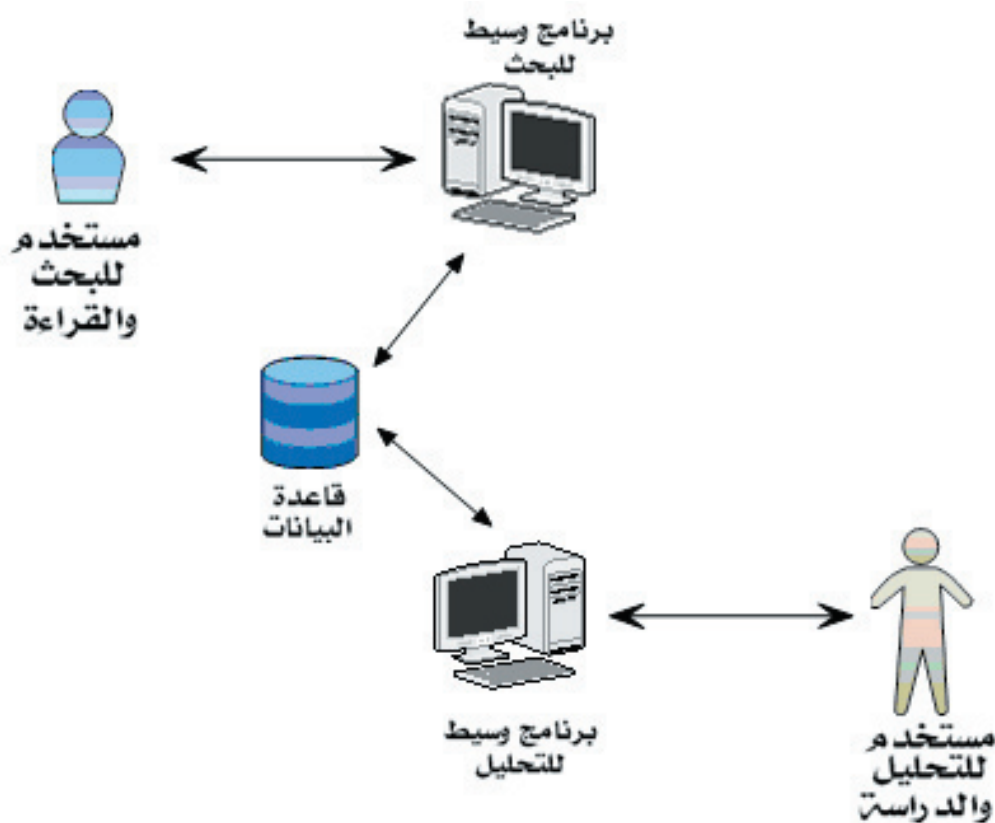 برنامج وسيط
للبحث
مستخدم
للبحث
والقراءة
قاعدة
البيانات
برنامج وسيط
للتحليل
مستخدم
للتحليل
والدراسة